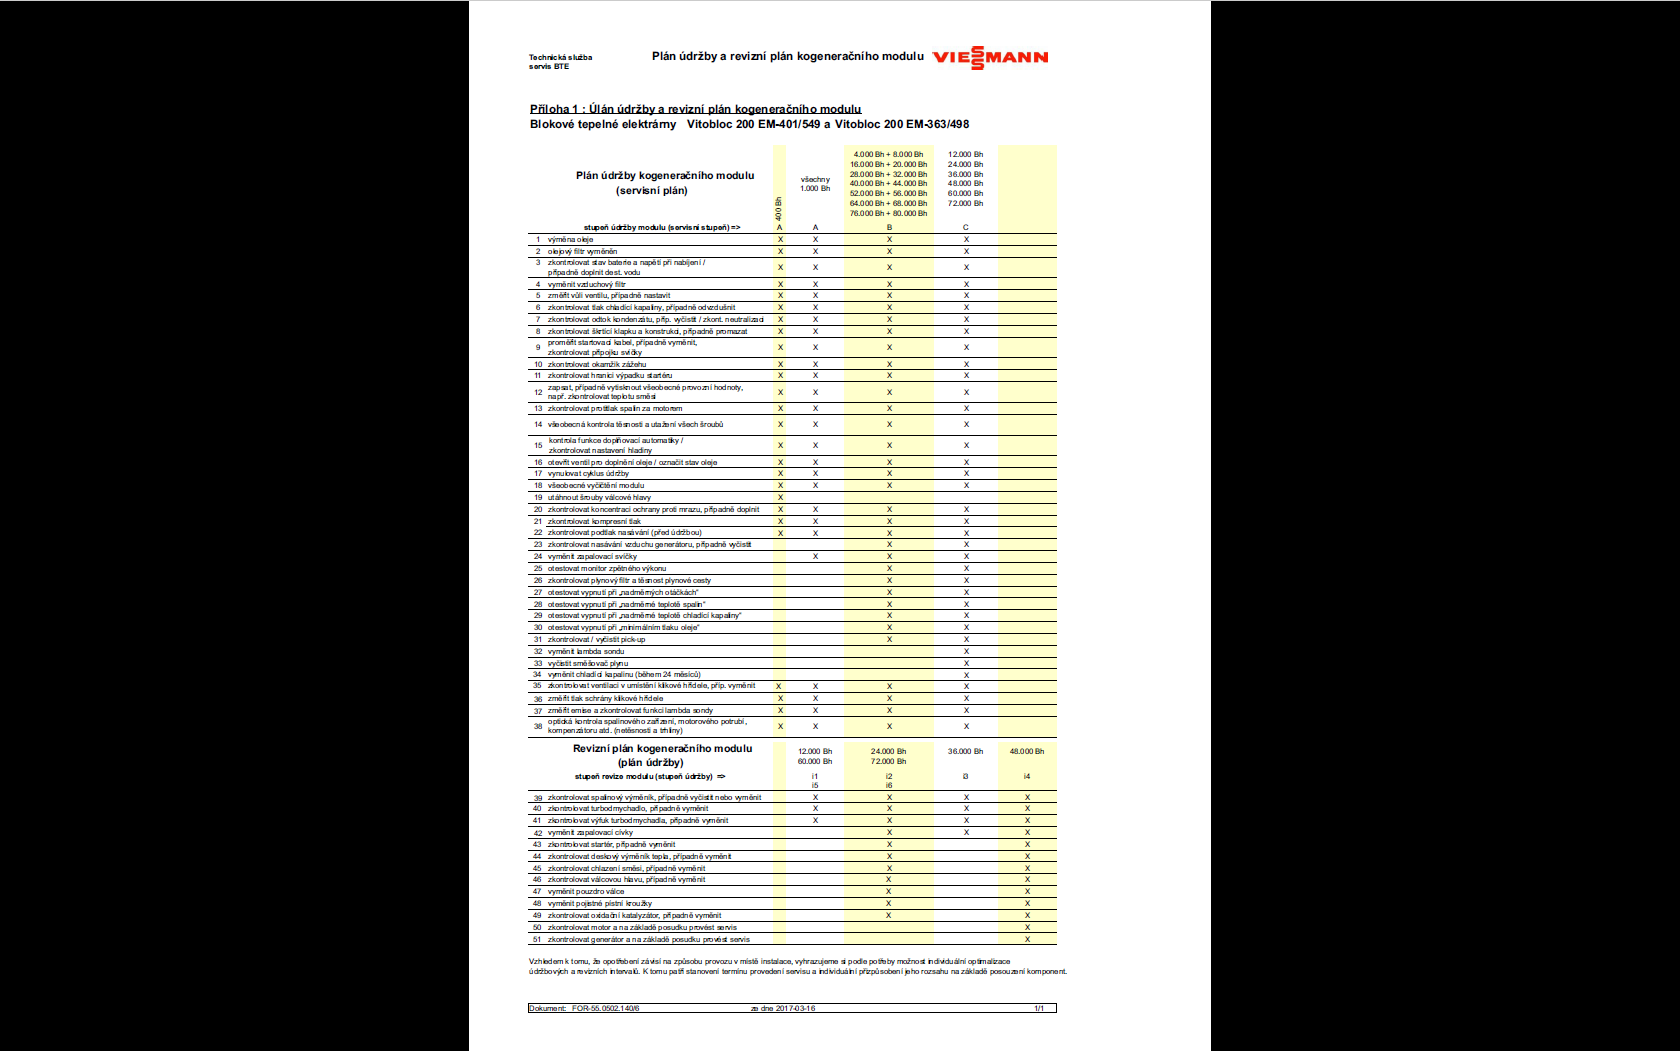 Technická služba
servis BTE
Plán údržby a revizní plán kogeneračního modulu VIESSMANN
Příloha 1 : Úlán údržby a revizní plán kogeneračního modulu
Blokové tepelné elektrárny Vitobloc 200 EM-401/549 a Vitobloc 200 EM-363/498
Plán údržby kogeneračního modulu
(servisní plán)
400 Bh
všechny
1.000 Bh
4.000 Bh + 8.000 Bh
16.000 Bh + 20.000 Bh
28.000 Bh + 32.000 Bh
40.000 Bh + 44.000 Bh
52.000 Bh + 56.000 Bh
64.000 Bh + 68.000 Bh
76.000 Bh + 80.000 Bh
12.000 Bh
24.000 Bh
36.000 Bh
48.000 Bh
60.000 Bh
72.000 Bh
stupeň údržby modulu (servisní stupeň) => A A B C
1 výměna oleje X X X X
2 olejový filtr vyměněn X X X X
3 zkontrolovat stav baterie a napětí při nabíjení /
případně doplnit dest. vodu X X X X
4 vyměnit vzduchový filtr X X X X
5 změřit vůli ventilu, případně nastavit X X X X
6 zkontrolovat tlak chladící kapaliny, případně odvzdušnit X X X X
7 zkontrolovat odtok kondenzátu, příp. vyčistit / zkont. neutralizaci X X X X
8 zkontrolovat škrtící klapku a konstrukci, případně promazat X X X X
9 proměřit startovací kabel, případně vyměnit,
zkontrolovat přípojku svíčky X X X X
10 zkontrolovat okamžik zážehu X X X X
11 zkontrolovat hranici výpadku startéru X X X X
12 zapsat, případně vytisknout všeobecné provozní hodnoty,
např. zkontrolovat teplotu směsi X X X X
13 zkontrolovat protitlak spalin za motorem X X X X
14 všeobecná kontrola těsnosti a utažení všech šroubů X X X X
15 kontrola funkce doplňovací automatiky /
zkontrolovat nastavení hladiny X X X X
16 otevřít ventil pro doplnění oleje / označit stav oleje X X X X
17 vynulovat cyklus údržby X X X X
18 všeobecné vyčištění modulu X X X X
19 utáhnout šrouby válcové hlavy X
20 zkontrolovat koncentraci ochrany proti mrazu, případně doplnit X X X X
21 zkontrolovat kompresní tlak X X X X
22 zkontrolovat podtlak nasávání (před údržbou) X X X X
23 zkontrolovat nasávání vzduchu generátoru, případně vyčistit X X
24 vyměnit zapalovací svíčky X X X
25 otestovat monitor zpětného výkonu X X
26 zkontrolovat plynový filtr a těsnost plynové cesty X X
27 otestovat vypnutí při „nadměrných otáčkách" X X
28 otestovat vypnutí při „nadměrné teplotě spalin" X X
29 otestovat vypnutí při „nadměrné teplotě chladící kapaliny" X X
30 otestovat vypnutí při „minimálním tlaku oleje" X X
31 zkontrolovat / vyčistit pick-up X X
32 vyměnit lambda sondu X
33 vyčistit směšovač plynu X
34 vyměnit chladící kapalinu (během 24 měsíců) X
35 zkontrolovat ventilaci v umístění klikové hřídele, příp. vyměnit X X X X
36 změřit tlak schrány klikové hřídele X X X X
37 změřit emise a zkontrolovat funkci lambda sondy X X X X
38 optická kontrola spalinového zařízení, motorového potrubí,
kompenzátoru atd. (netěsnosti a trhliny) X X X X
Revizní plán kogeneračního modulu
(plán údržby)
12.000 Bh
60.000 Bh
24.000 Bh
72.000 Bh
36.000 Bh
48.000 Bh
stupeň revize modulu (stupeň údržby) => i1 i2 i3 i4
i5 i6
39 zkontrolovat spalinový výměník, případně vyčistit nebo vyměnit X X X X
40 zkontrolovat turbodmychadlo, případně vyměnit X X X X
41 zkontrolovat výfuk turbodmychadla, případně vyměnit X X X X
42 vyměnit zapalovací cívky X X X
43 zkontrolovat startér, případně vyměnit X X
44 zkontrolovat deskový výměník tepla, případně vyměnit X X
45 zkontrolovat chlazení směsi, případně vyměnit X X
46 zkontrolovat válcovou hlavu, případně vyměnit X X
47 vyměnit pouzdro válce X X
48 vyměnit pojistné pístní kroužky X X
49 zkontrolovat oxidační katalyzátor, případně vyměnit X X
50 zkontrolovat motor a na základě posudku provést servis X
51 zkontrolovat generátor a na základě posudku provést servis X
Vzhledem k tomu, že opotřebení závisí na způsobu provozu v místě instalace, vyhrazujeme si podle potřeby možnost individuální optimalizace
údržbových a revizních intervalů. K tomu patří stanovení termínu provedení servisu a individuální přizpůsobení jeho rozsahu na základě posouzení komponent.
Dokument: FOR-55.0502.140/6 ze dne 2017-03-16 1/1